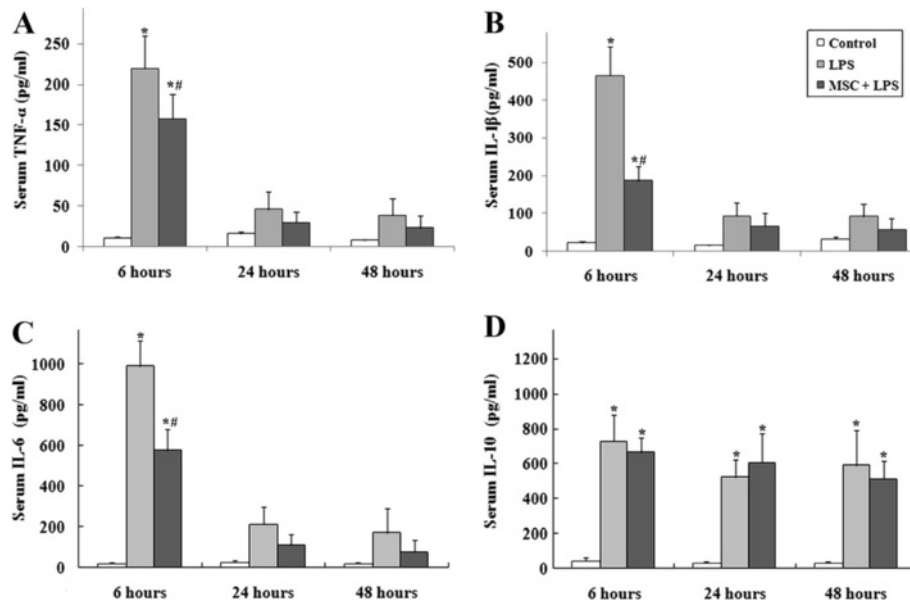 A
Serum TNF-α (pg/ml)
250
200
150
100
50
0
*
*#
6 hours
24 hours
48 hours
B
Serum IL-1β(pg/ml)
500
400
300
200
100
0
*
*#
6 hours
24 hours
48 hours
Control
LPS
MSC + LPS
C
Serum IL-6 (pg/ml)
1000
800
600
400
200
0
*
*#
6 hours
24 hours
48 hours
D
Serum IL-10 (pg/ml)
1200
1000
800
600
400
200
0
*
*
*
*
*
*
6 hours
24 hours
48 hours